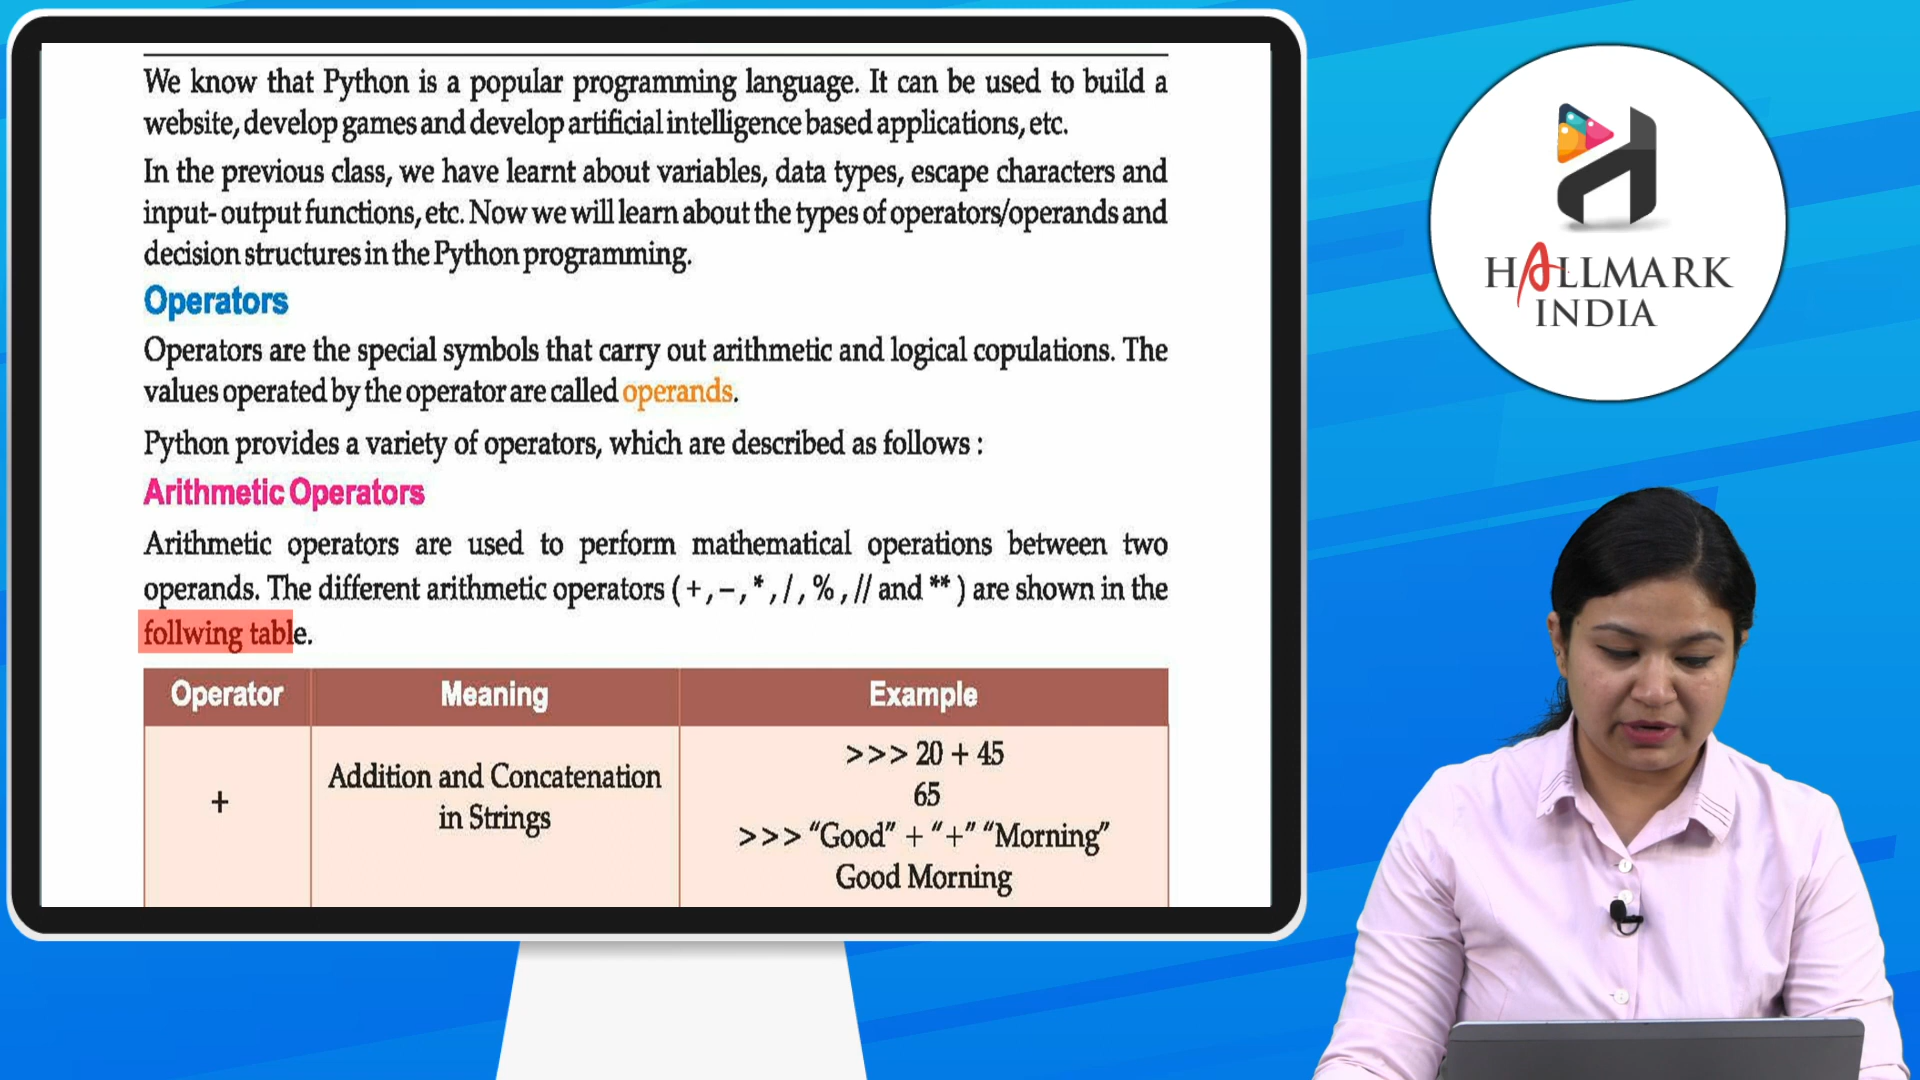 We know that Python is a popular programming language. It can be used to build a
website, develop games and develop artificial intelligence based applications, etc.
In the previous class, we have learnt about variables, data types, escape characters and
input- output functions, etc. Now we will learn about the types of operators/operands and
decision structures in the Python programming.
Operators
Operators are the special symbols that carry out arithmetic and logical copulations. The
values operated by the operator are called operands.
Python provides a variety of operators, which are described as follows :
Arithmetic Operators
Arithmetic operators are used to perform mathematical operations between two
operands. The different arithmetic operators ( + , – , * , / , % , // and ** ) are shown in the
follwing table.
Operator Meaning Example
+
Addition and Concatenation
in Strings
>>> 20 + 45
65
>>> “Good” + “+” “Morning”
Good Morning
HALLMARK
INDIA